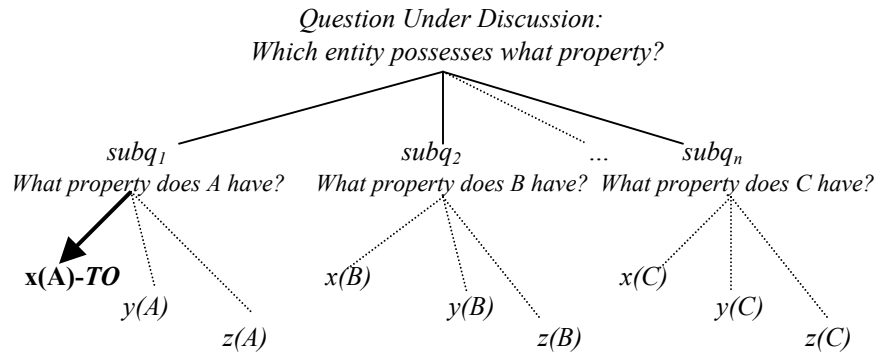 Question Under Discussion:
Which entity possesses what property?
subq1 subq2 ... subqn
What property does A have? What property does B have? What property does C have?
x(A)-TO x(B) x(C)
y(A) y(B) y(C)
z(A) z(B) z(C)